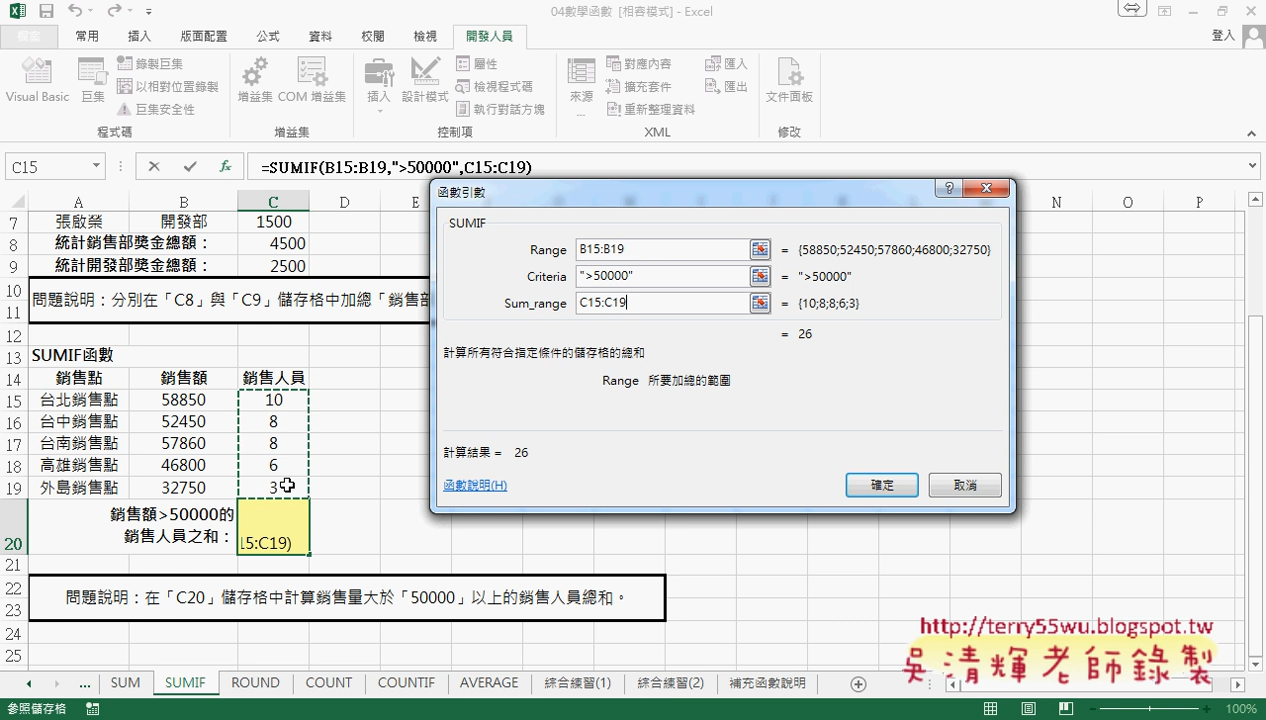 04數學函數 [相容模式] - Excel
常用 插入 版面配置 公式 資料 校閱 檢視 開發人員 登入
Visual Basic 巨集 錄製巨集 以相對位置錄製 巨集安全性 程式碼
增益集 COM 增益集 增益集
插入 設計模式 屬性 檢視程式碼 執行對話方塊 控制項
來源 ... 對應內容 擴充套件 重新整理資料 匯入 匯出 XML
文件面板 修改
C15 fx =SUMIF(B15:B19,">50000",C15:C19)
A B C D E N O P
7 張啟榮 開發部 1500
8 統計銷售部獎金總額： 4500
9 統計開發部獎金總額： 2500
10
11 問題說明：分別在「C8」與「C9」儲存格中加總「銷售部
12
13 SUMIF函數
14 銷售點 銷售額 銷售人員
15 台北銷售點 58850 10
16 台中銷售點 52450 8
17 台南銷售點 57860 8
18 高雄銷售點 46800 6
19 外島銷售點 32750 3
銷售額>50000的
20 銷售人員之和： 15:C19)
21
22
23 問題說明：在「C20」儲存格中計算銷售量大於「50000」以上的銷售人員總和。
24
25
函數引數
?
SUMIF
Range B15:B19 = {58850;52450;57860;46800;32750}
Criteria ">50000" = ">50000"
Sum_range C15:C19 = {10;8;8;6;3}
= 26
計算所有符合指定條件的儲存格的總和
Range 所要加總的範圍
計算結果 = 26
函數說明(H) 確定 取消
http://terry55wu.blogspot.tw
吳清輝老師錄製
... SUM SUMIF ROUND COUNT COUNTIF AVERAGE 綜合練習(1) 綜合練習(2) 補充函數說明
參照儲存格 100%